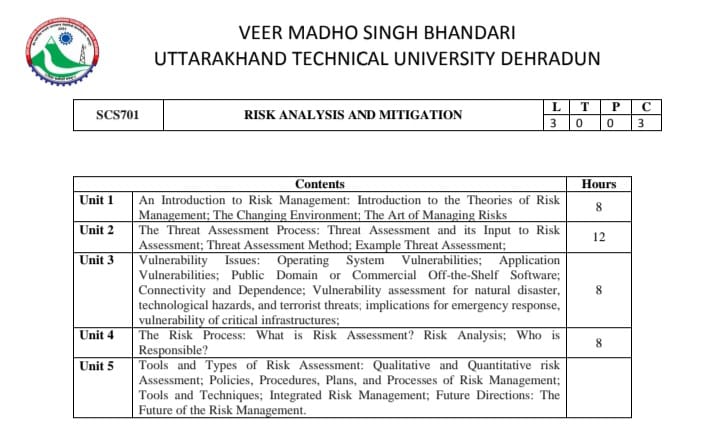 VEER MADHO SINGH BHANDARI
UTTARAKHAND TECHNICAL UNIVERSITY DEHRADUN
SCS701 RISK ANALYSIS AND MITIGATION L T P C
3 0 0 3
Contents Hours
Unit 1 An Introduction to Risk Management: Introduction to the Theories of Risk
Management; The Changing Environment; The Art of Managing Risks 8
Unit 2 The Threat Assessment Process: Threat Assessment and its Input to Risk
Assessment; Threat Assessment Method; Example Threat Assessment; 12
Unit 3 Vulnerability Issues: Operating System Vulnerabilities; Application
Vulnerabilities; Public Domain or Commercial Off-the-Shelf Software;
Connectivity and Dependence; Vulnerability assessment for natural disaster, 8
technological hazards, and terrorist threats; implications for emergency response,
vulnerability of critical infrastructures;
Unit 4 The Risk Process: What is Risk Assessment? Risk Analysis; Who is
Responsible? 8
Unit 5 Tools and Types of Risk Assessment: Qualitative and Quantitative risk
Assessment; Policies, Procedures, Plans, and Processes of Risk Management;
Tools and Techniques; Integrated Risk Management; Future Directions: The
Future of the Risk Management.